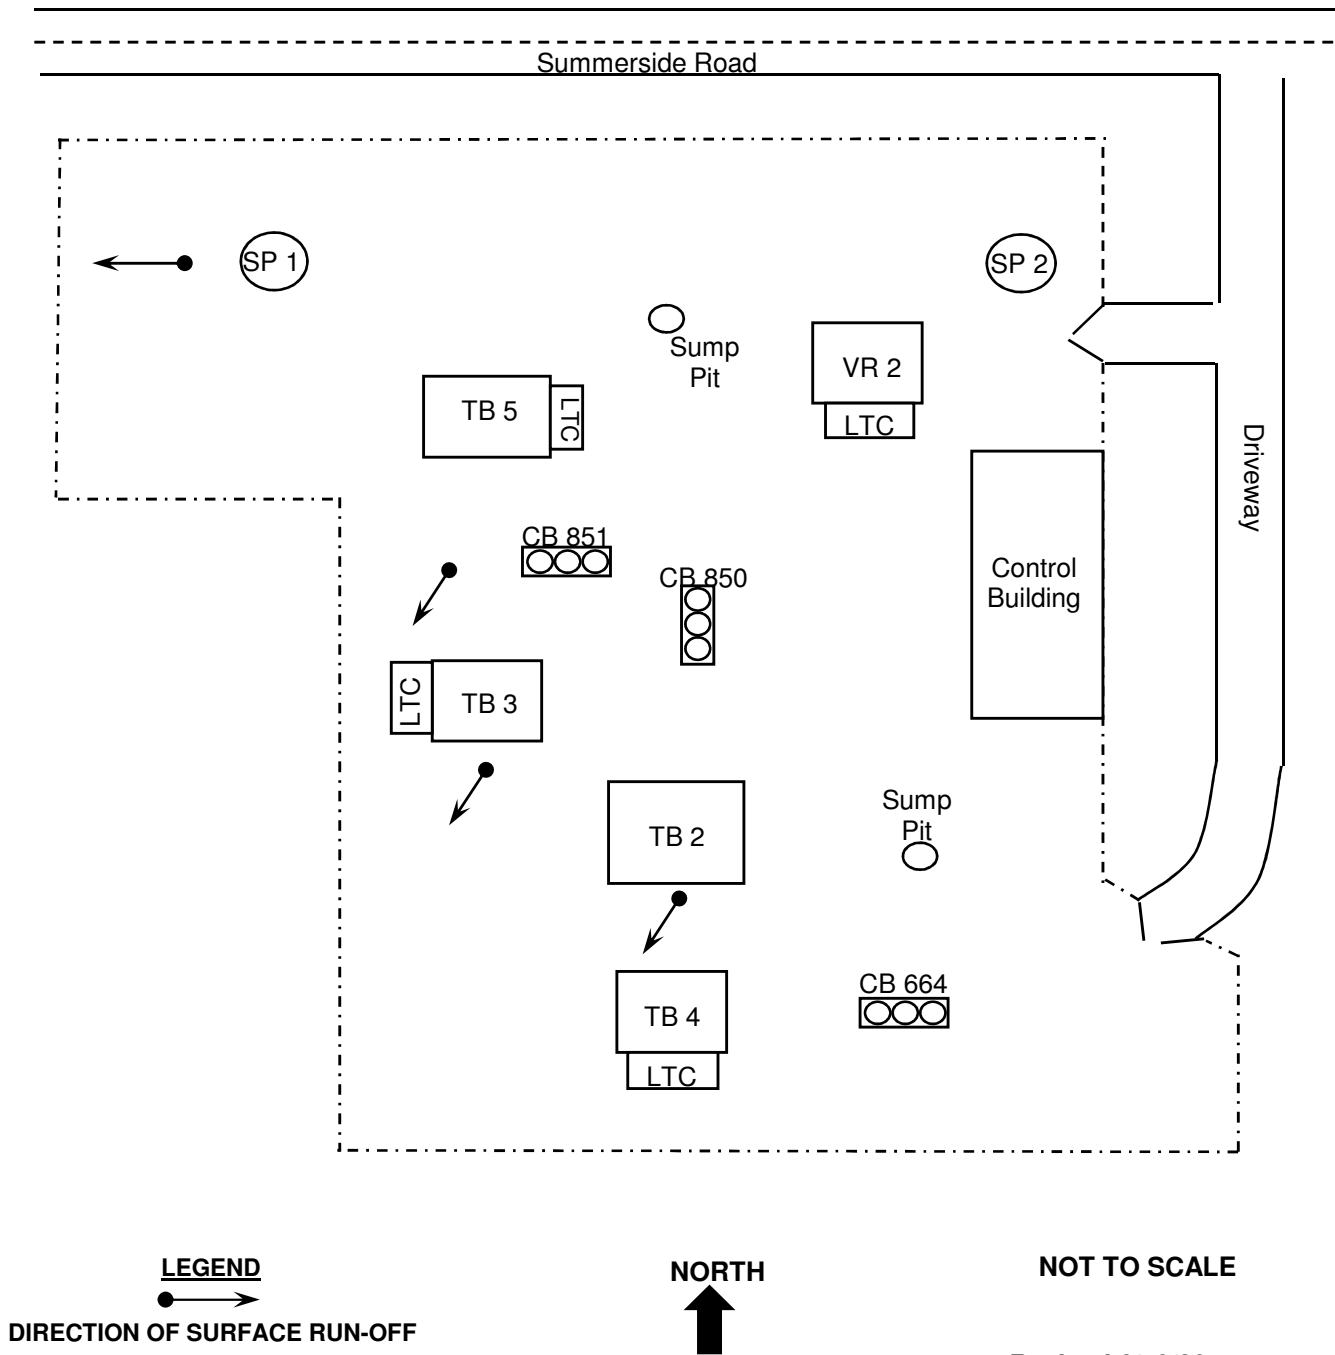 Summerside Road
SP 1
SP 2
Sump
Pit
VR 2
LTC
TB 5
LTC
Driveway
CB 851
CB 850
Control
Building
LTC
TB 3
Sump
Pit
TB 2
CB 664
TB 4
LTC
LEGEND
DIRECTION OF SURFACE RUN-OFF
NORTH
NOT TO SCALE